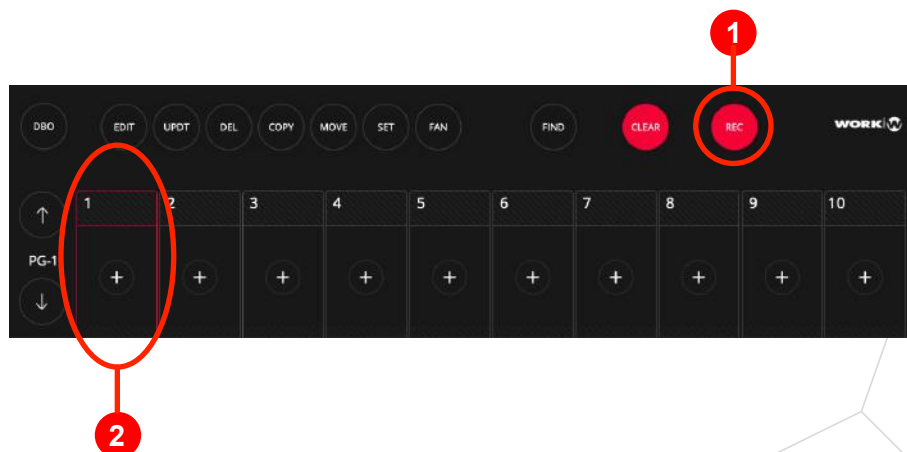 1
DBO EDIT UPDT DEL COPY MOVE SET FAN FIND CLEAR REC WORK W
1 2 3 4 5 6 7 8 9 10
PG-1 + + + + + + + + + +
2